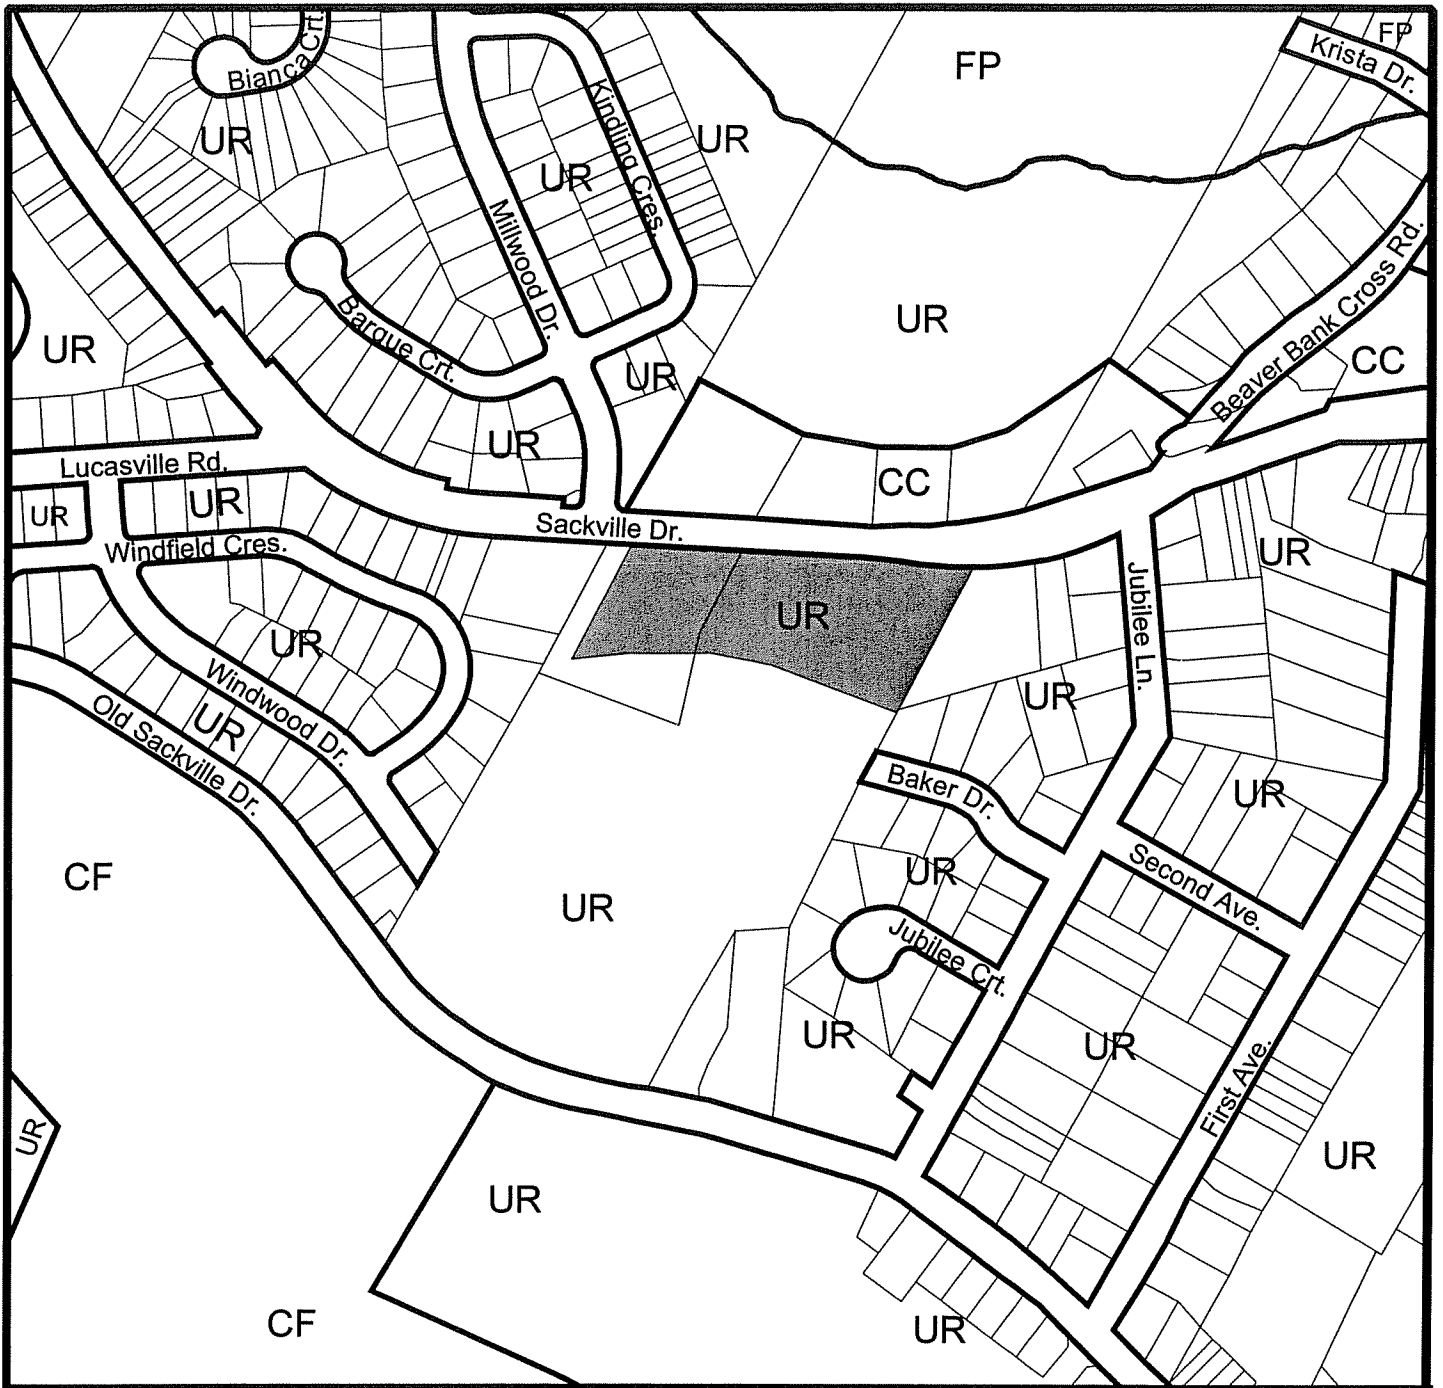 Bianca Crt.
FP
FP
Krista Dr.
UR
Kindling Cres.
UR
UR
Millwood Dr.
Beaver Bank Cross Rd.
UR
Barque Crt.
UR
UR
CC
UR
Lucasville Rd.
CC
UR
UR
Sackville Dr.
Windfield Cres.
UR
Jubilee Ln.
UR
UR
Windwood Dr.
UR
UR
Old Sackville Dr.
Baker Dr.
UR
CF
UR
Second Ave.
UR
Jubilee Crt.
UR
UR
First Ave.
UR
UR
UR
CF
UR